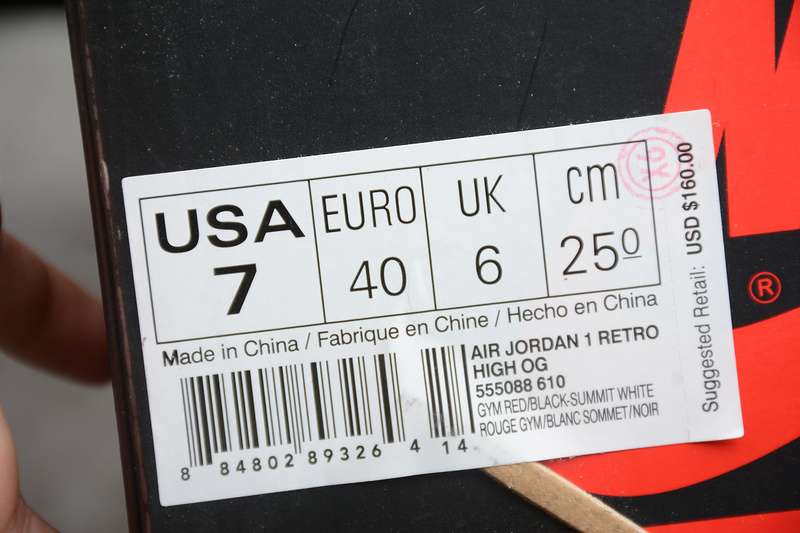 USA EURO UK cm
7 40 6 25º
Made in China / Fabrique en Chine / Hecho en China
AIR JORDAN 1 RETRO
HIGH OG
555088 610
GYM RED/BLACK-SUMMIT WHITE
ROUGE GYM/BLANC SOMMET/NOIR
8 84802 89326 4 14
Suggested Retail: USD $160.00
®